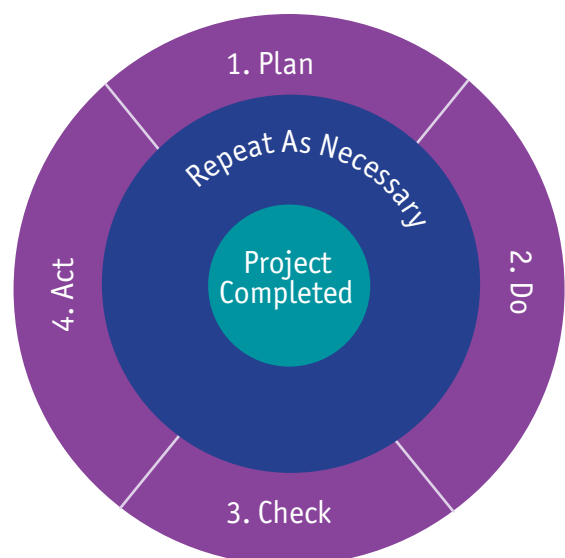 1. Plan
Repeat As Necessary
Project
Completed
2. Do
3. Check
4. Act